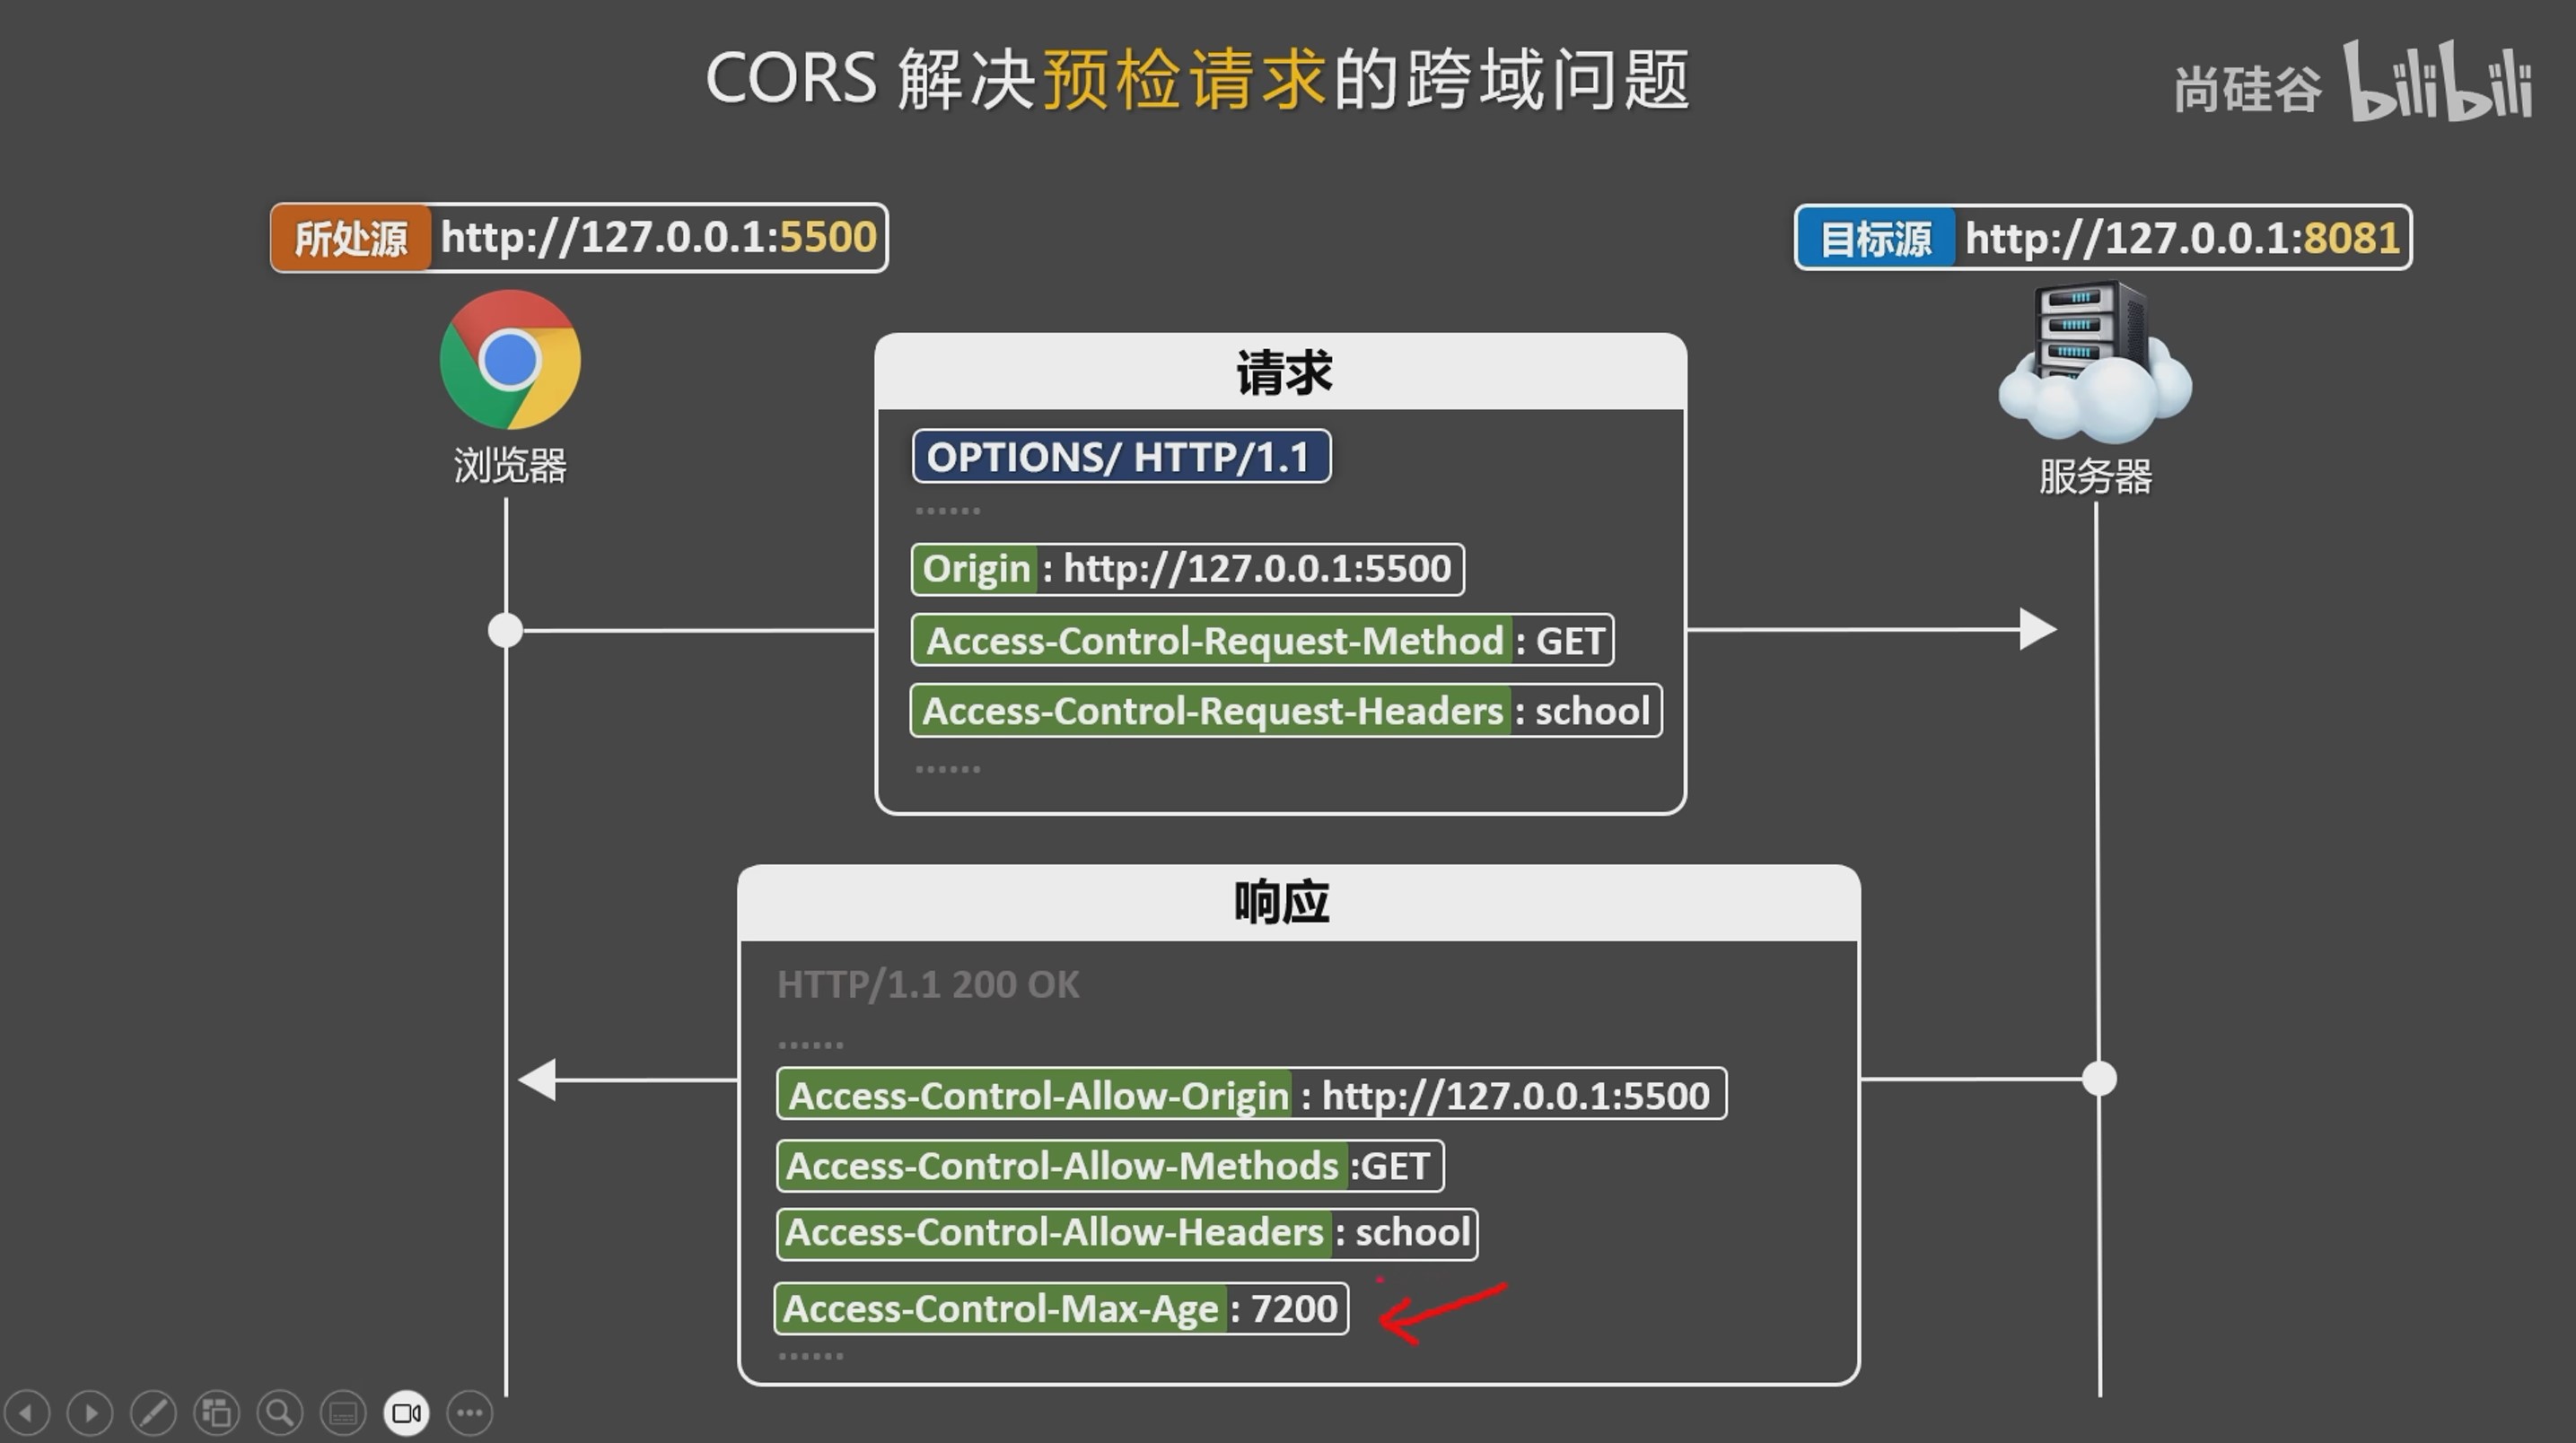 CORS 解决预检请求的跨域问题
尚硅谷 bilibili
所处源 http://127.0.0.1:5500
目标源 http://127.0.0.1:8081
浏览器
服务器
请求
OPTIONS/ HTTP/1.1
......
Origin : http://127.0.0.1:5500
Access-Control-Request-Method : GET
Access-Control-Request-Headers : school
......
响应
HTTP/1.1 200 OK
......
Access-Control-Allow-Origin : http://127.0.0.1:5500
Access-Control-Allow-Methods :GET
Access-Control-Allow-Headers : school
Access-Control-Max-Age : 7200
......